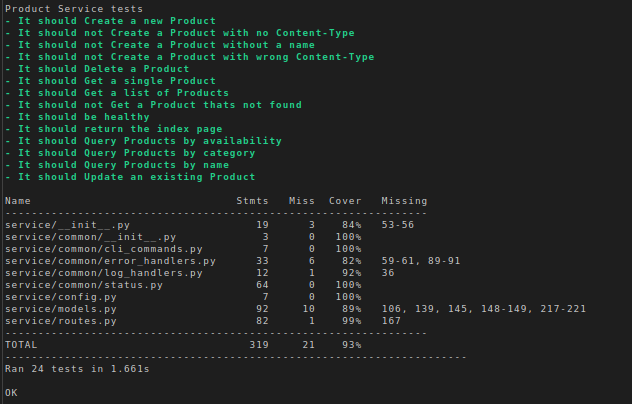 Product Service tests
- It should Create a new Product
- It should not Create a Product with no Content-Type
- It should not Create a Product without a name
- It should not Create a Product with wrong Content-Type
- It should Delete a Product
- It should Get a single Product
- It should Get a list of Products
- It should not Get a Product thats not found
- It should be healthy
- It should return the index page
- It should Query Products by availability
- It should Query Products by category
- It should Query Products by name
- It should Update an existing Product
Name Stmts Miss Cover Missing
----------------------------------------------------------------
service/__init__.py 19 3 84% 53-56
service/common/__init__.py 3 0 100%
service/common/cli_commands.py 7 0 100%
service/common/error_handlers.py 33 6 82% 59-61, 89-91
service/common/log_handlers.py 12 1 92% 36
service/common/status.py 64 0 100%
service/config.py 7 0 100%
service/models.py 92 10 89% 106, 139, 145, 148-149, 217-221
service/routes.py 82 1 99% 167
----------------------------------------------------------------
TOTAL 319 21 93%
----------------------------------------------------------------------
Ran 24 tests in 1.661s
OK